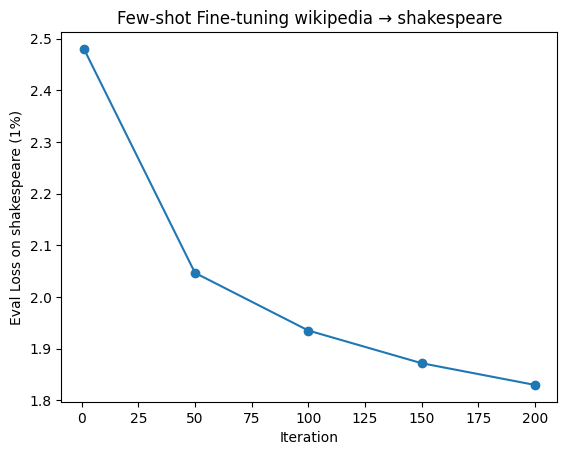 Few-shot Fine-tuning wikipedia → shakespeare
Eval Loss on shakespeare (1%)
2.5
2.4
2.3
2.2
2.1
2.0
1.9
1.8
0 25 50 75 100 125 150 175 200
Iteration